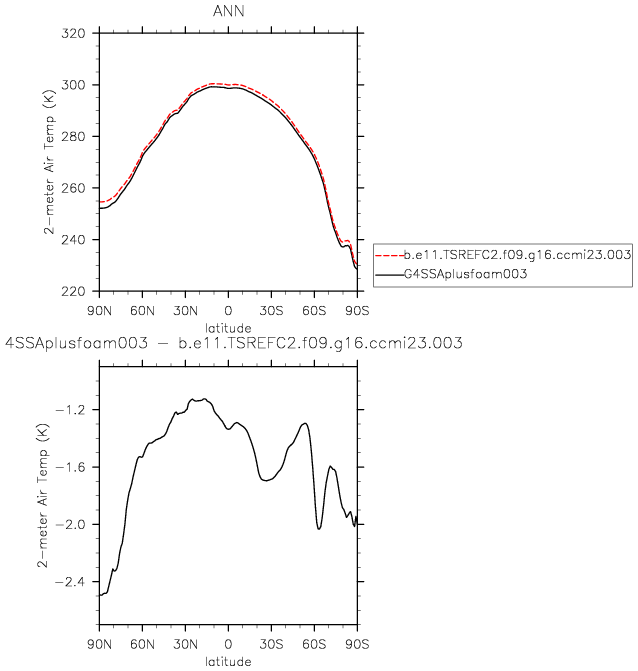 ANN
320
300
280
260
240
220
2-meter Air Temp (K)
90N 60N 30N 0 30S 60S 90S
latitude
b.e11.TSREFC2.f09.g16.ccmi23.003
G4SSAplusfoam003
4SSAplusfoam003 - b.e11.TSREFC2.f09.g16.ccmi23.003
-1.2
-1.6
-2.0
-2.4
2-meter Air Temp (K)
90N 60N 30N 0 30S 60S 90S
latitude